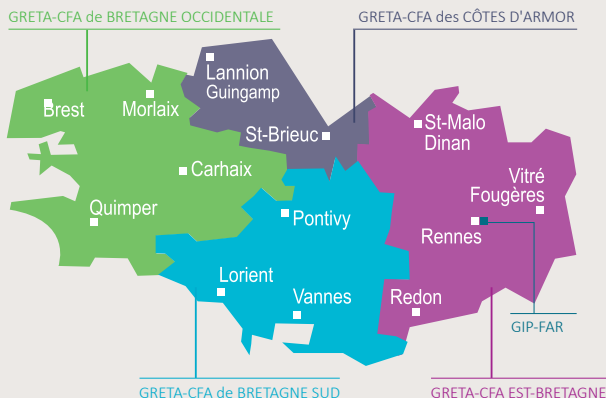 GRETA-CFA de BRETAGNE OCCIDENTALE
GRETA-CFA des CÔTES D'ARMOR
Lannion
Guingamp
Brest
Morlaix
St-Brieuc
St-Malo
Dinan
Carhaix
Vitré
Fougères
Quimper
Pontivy
Rennes
Lorient
Vannes
Redon
GIP-FAR
GRETA-CFA de BRETAGNE SUD
GRETA-CFA EST-BRETAGNE